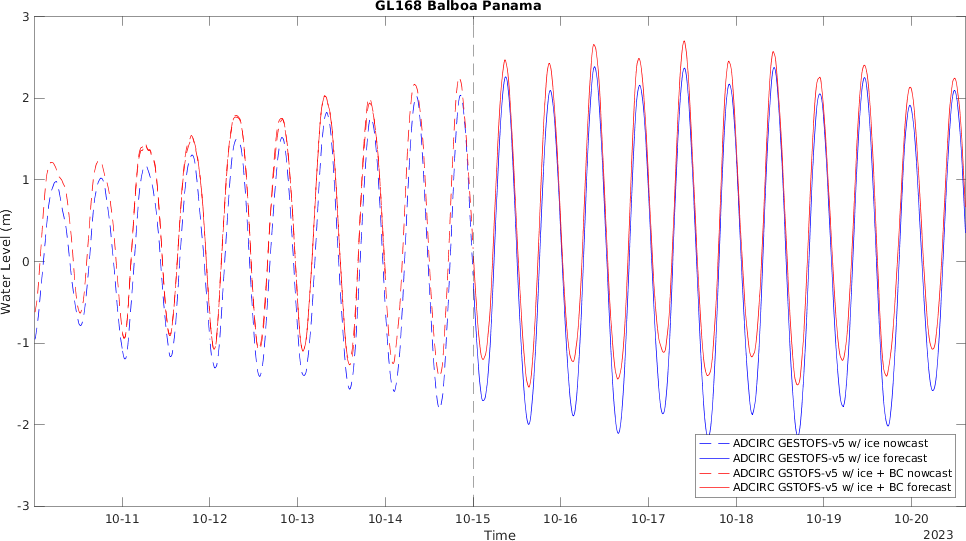 GL168 Balboa Panama
3
2
1
0
-1
-2
-3
Water Level (m)
10-11 10-12 10-13 10-14 10-15 10-16 10-17 10-18 10-19 10-20
Time
2023
ADCIRC GESTOFS-v5 w/ ice nowcast
ADCIRC GESTOFS-v5 w/ ice forecast
ADCIRC GSTOFS-v5 w/ ice + BC nowcast
ADCIRC GSTOFS-v5 w/ ice + BC forecast